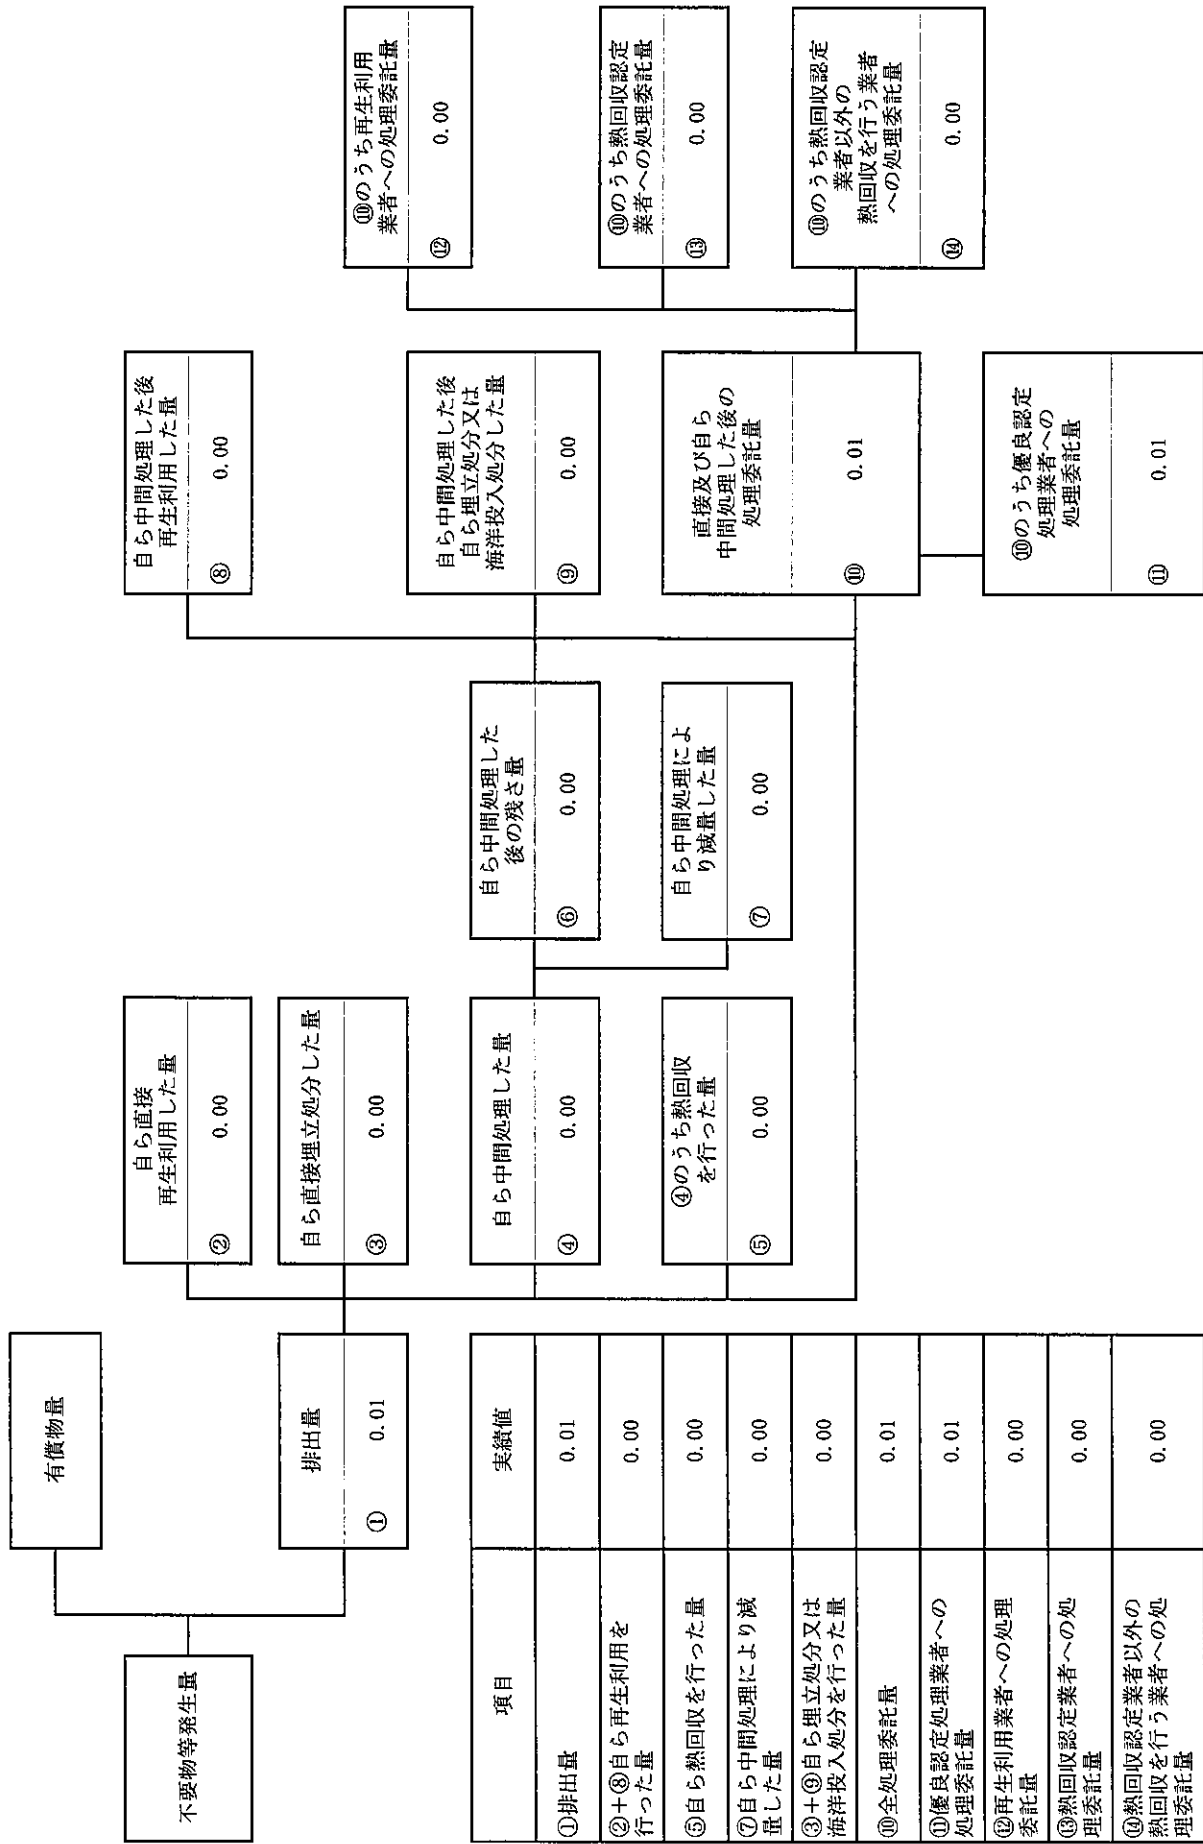 不要物等発生量
有償物量
排出量
① 0.01
自ら直接
再生利用した量
② 0.00
自ら直接埋立処分した量
③ 0.00
自ら中間処理した量
④ 0.00
④のうち熱回収
を行った量
⑤ 0.00
自ら中間処理した
後の残さ量
⑥ 0.00
自ら中間処理によ
り減量した量
⑦ 0.00
自ら中間処理した後
再生利用した量
⑧ 0.00
自ら中間処理した後
自ら埋立処分又は
海洋投入処分した量
⑨ 0.00
直接及び自ら
中間処理した後の
処理委託量
⑩ 0.01
⑩のうち優良認定
処理業者への
処理委託量
⑪ 0.01
⑩のうち再生利用
業者への処理委託量
⑫ 0.00
⑩のうち熱回収認定
業者への処理委託量
⑬ 0.00
⑩のうち熱回収認定
業者以外の
熱回収を行う業者
への処理委託量
⑭ 0.00
項目 実績値
①排出量 0.01
②+⑧自ら再生利用を
行った量 0.00
⑤自ら熱回収を行った量 0.00
⑦自ら中間処理により減
量した量 0.00
③+⑨自ら埋立処分又は
海洋投入処分を行った量 0.00
⑩全処理委託量 0.01
⑪優良認定処理業者への
処理委託量 0.01
⑫再生利用業者への処理
委託量 0.00
⑬熱回収認定業者への処
理委託量 0.00
⑭熱回収認定業者以外の
熱回収を行う業者への処
理委託量 0.00